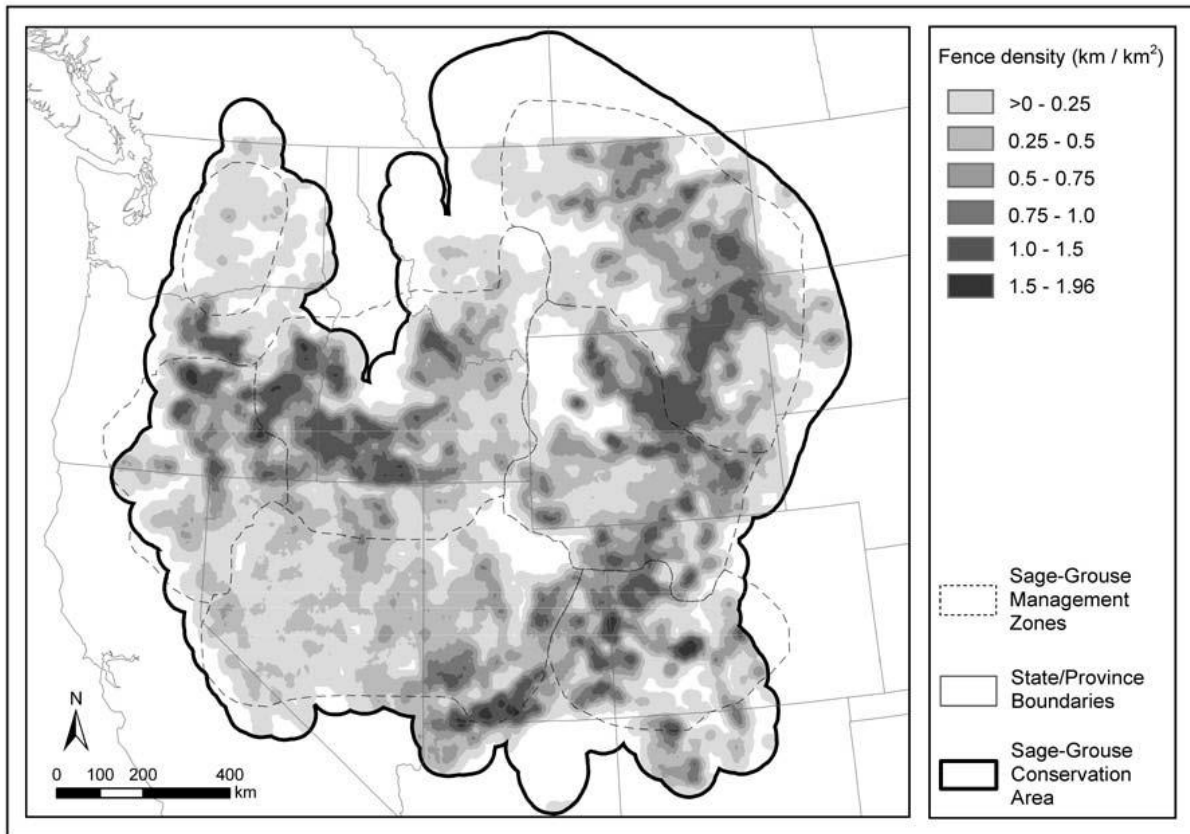 Fence density (km / km²)
>0 - 0.25
0.25 - 0.5
0.5 - 0.75
0.75 - 1.0
1.0 - 1.5
1.5 - 1.96
Sage-Grouse
Management
Zones
State/Province
Boundaries
Sage-Grouse
Conservation
Area
N
0 100 200 400
km